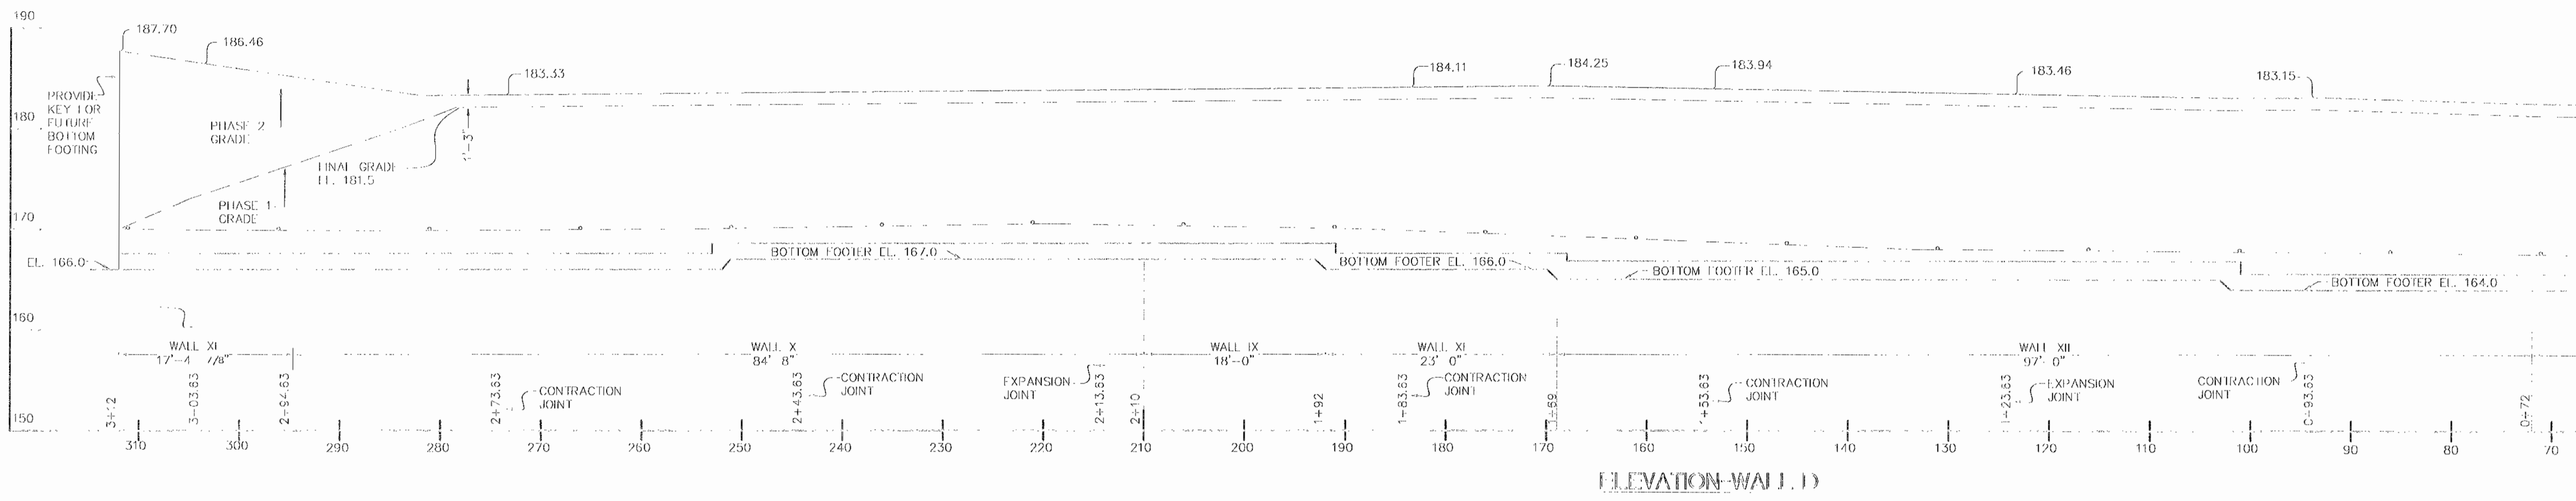 190
187.70
186.46
183.33
184.11
184.25
183.94
183.46
183.15
PROVIDE
KEY FOR
FUTURE
BOTTOM
FOOTING
180
PHASE 2
GRADE
1'-3"
FINAL GRADE
EL. 181.5
PHASE 1
GRADE
170
EL. 166.0
BOTTOM FOOTER EL. 167.0
BOTTOM FOOTER EL. 166.0
BOTTOM FOOTER EL. 165.0
BOTTOM FOOTER EL. 164.0
160
WALL XI
17'-4 7/8"
WALL X
84' 8"
WALL IX
18'-0"
WALL XI
23' 0"
WALL XII
97' 0"
3+12
3+03.63
2+94.63
2+73.63
CONTRACTION
JOINT
2+43.63
CONTRACTION
JOINT
EXPANSION
JOINT
2+13.63
2+10
1+92
1+83.63
CONTRACTION
JOINT
1+69
1+53.63
CONTRACTION
JOINT
1+23.63
EXPANSION
JOINT
CONTRACTION
JOINT
0+93.63
0+72
150
310 300 290 280 270 250 240 230 220 210 200 190 180 170 160 150 140 130 120 110 100 90 80 70
ELEVATION-WALL D